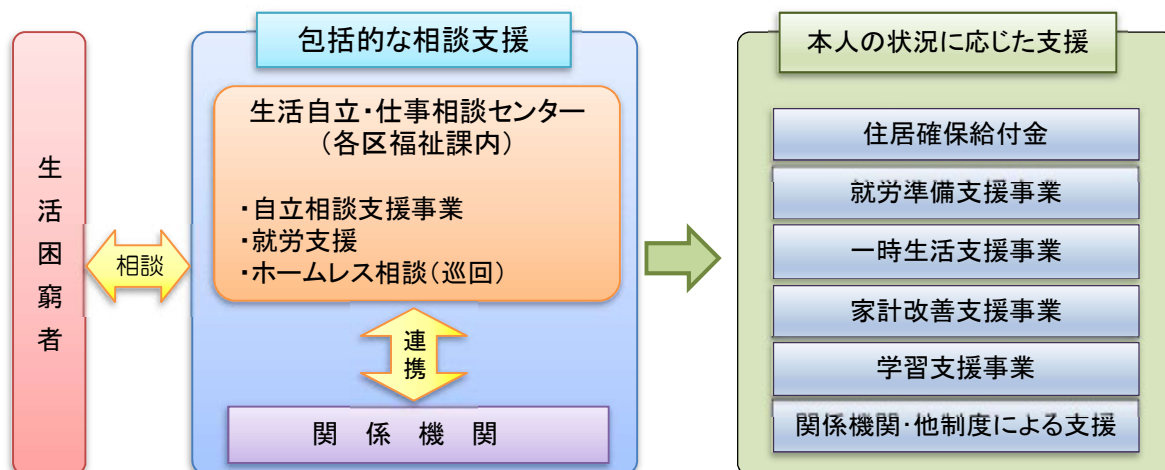 生活困窮者
相談
包括的な相談支援
生活自立・仕事相談センター
（各区福祉課内）
・自立相談支援事業
・就労支援
・ホームレス相談（巡回）
連携
関係機関
本人の状況に応じた支援
住居確保給付金
就労準備支援事業
一時生活支援事業
家計改善支援事業
学習支援事業
関係機関・他制度による支援